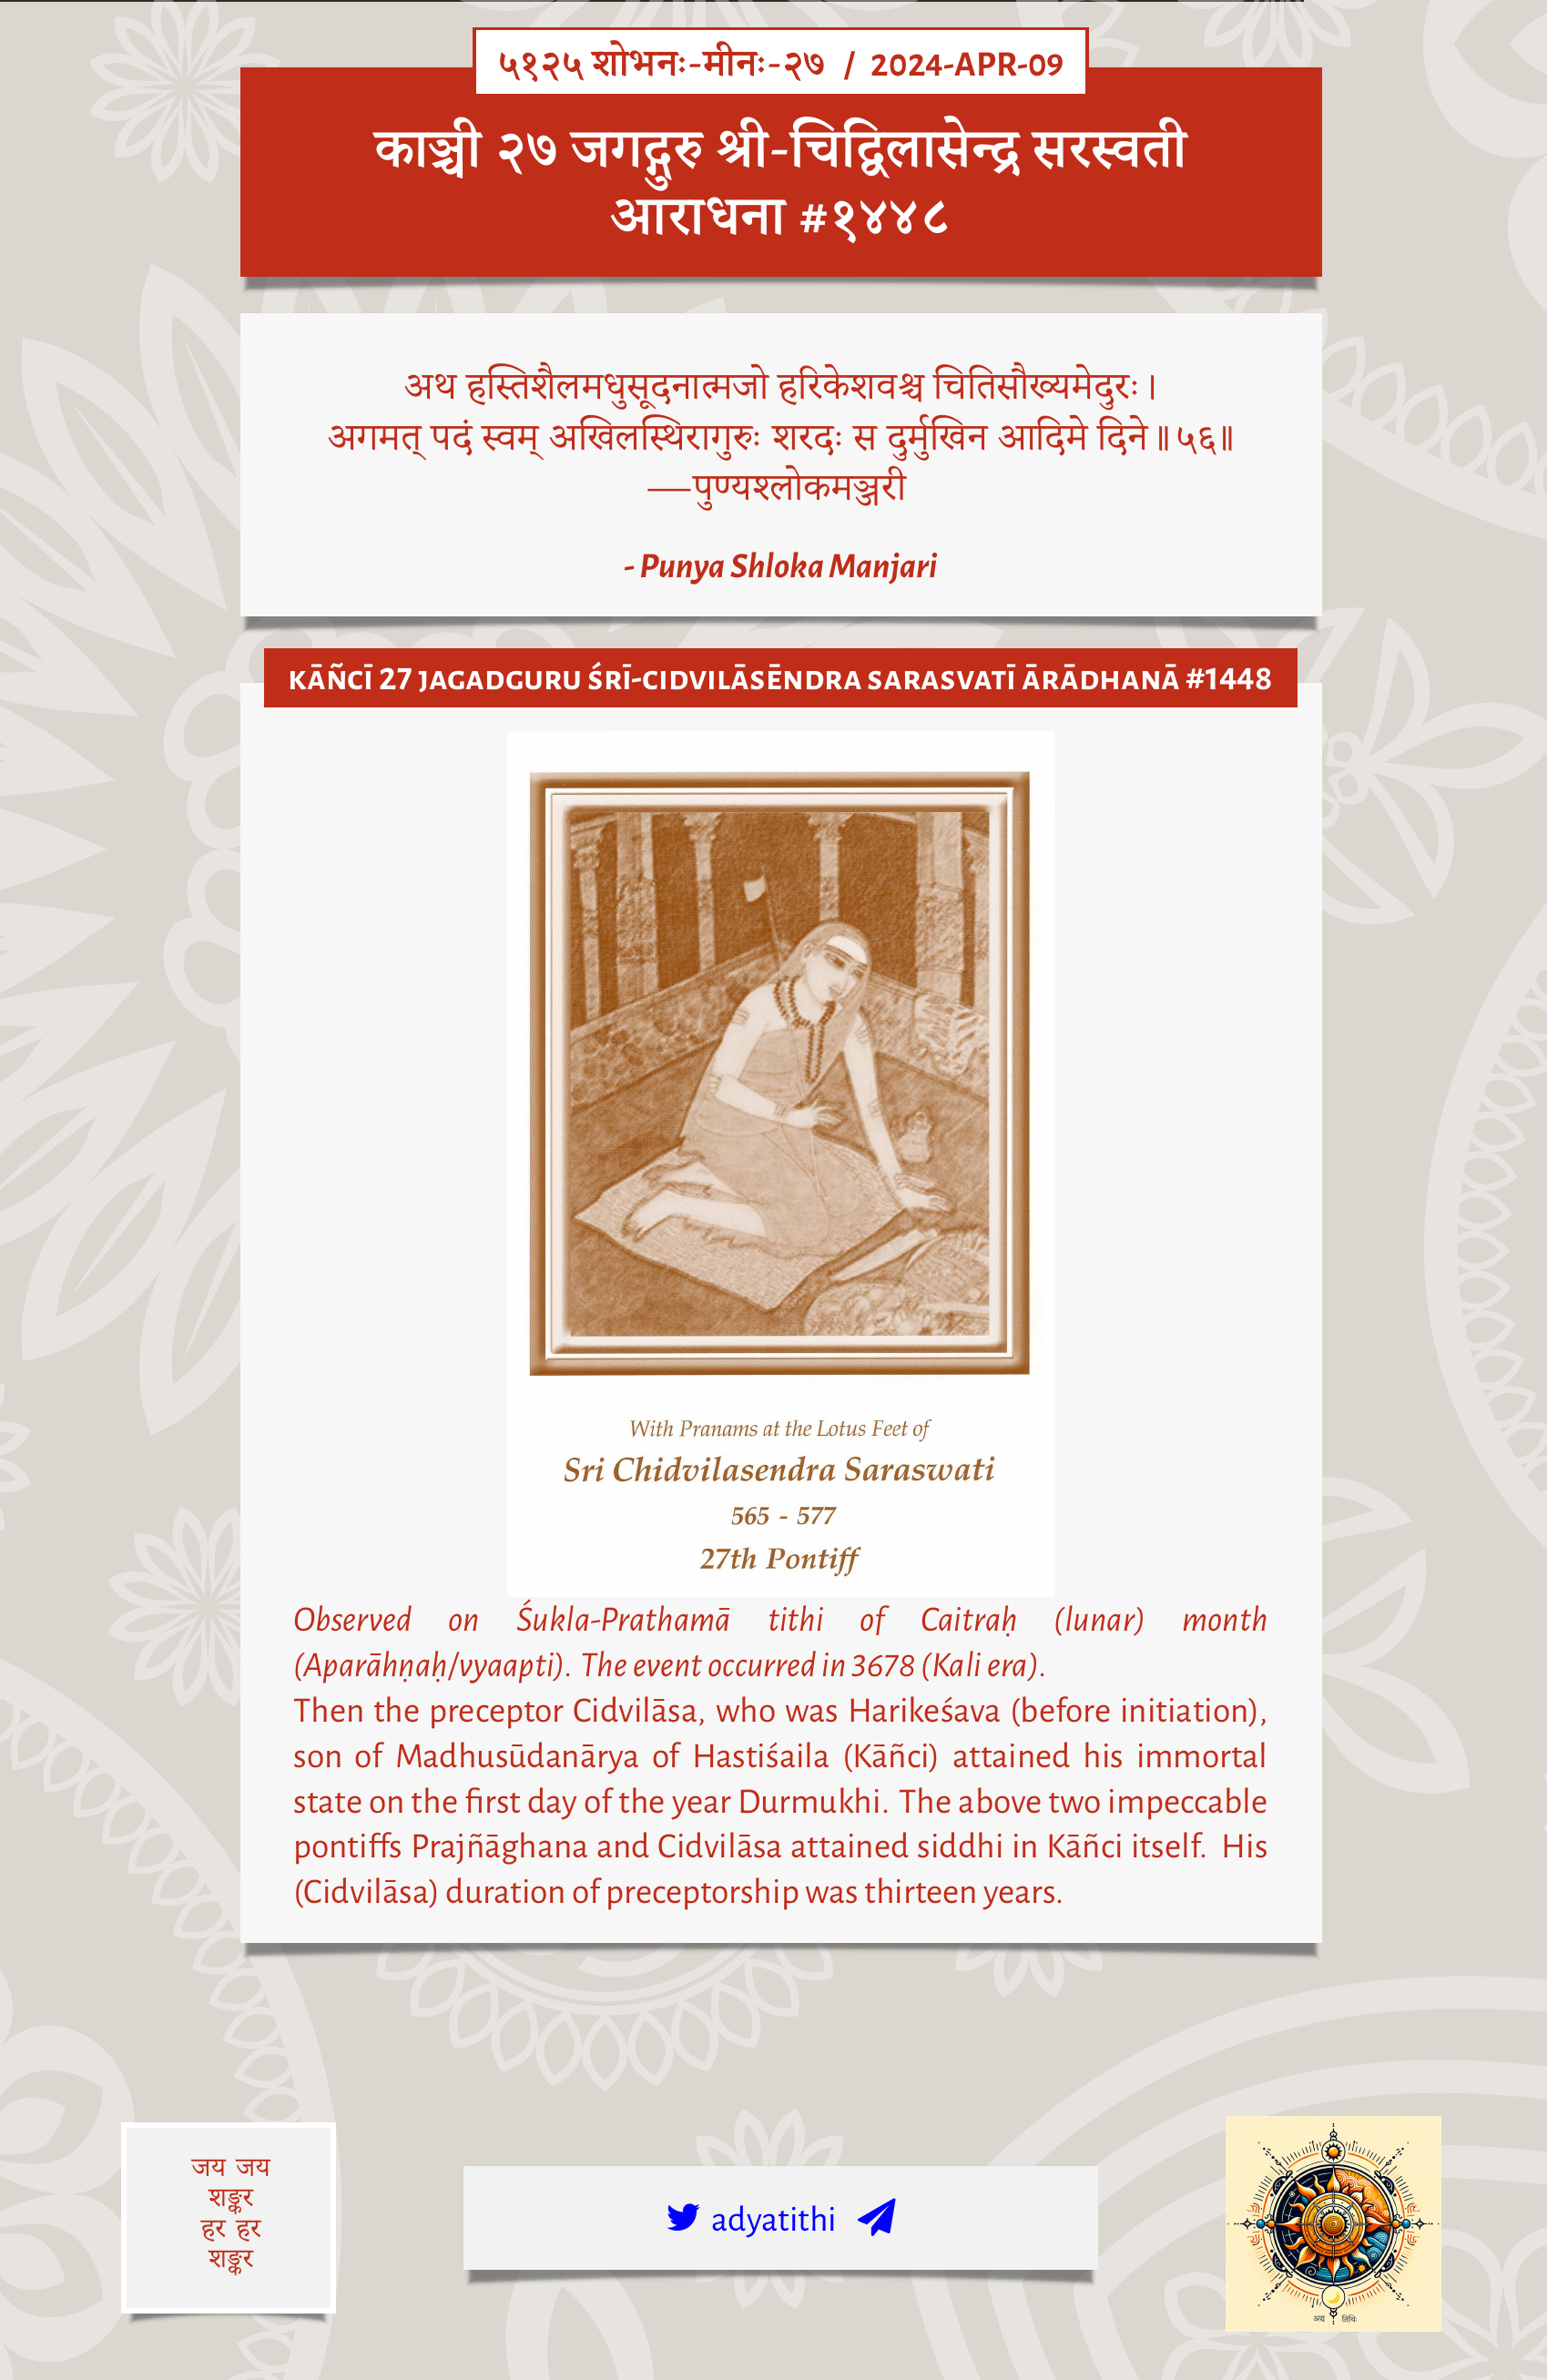 ५१२५ शोभनः-मीनः-२७ / 2024-APR-09
काञ्ची २७ जगद्गुरु श्री-चिद्विलासेन्द्र सरस्वती
आराधना #१४४८
अथ हस्तिशैलमधुसूदनात्मजो हरिकेशवश्च चितिसौख्यमेदुरः।
अगमत् पदं स्वम् अखिलस्थिरागुरुः शरदः स दुर्मुखिन आदिमे दिने॥५६॥
—पुण्यश्लोकमञ्जरी
- Punya Shloka Manjari
KĀÑCĪ 27 JAGADGURU ŚRĪ-CIDVILĀSĒNDRA SARASVATĪ ĀRĀDHANĀ #1448
With Pranams at the Lotus Feet of
Sri Chidvilasendra Saraswati
565 - 577
27th Pontiff
Observed on Śukla-Prathamā tithi of Caitraḥ (lunar) month
(Aparāhṇaḥ/vyaapti). The event occurred in 3678 (Kali era).
Then the preceptor Cidvilāsa, who was Harikeśava (before initiation),
son of Madhusūdanārya of Hastiśaila (Kāñci) attained his immortal
state on the first day of the year Durmukhi. The above two impeccable
pontiffs Prajñāghana and Cidvilāsa attained siddhi in Kāñci itself. His
(Cidvilāsa) duration of preceptorship was thirteen years.
जय जय
शङ्कर
हर हर
शङ्कर
adyatithi
अद्य तिथिः